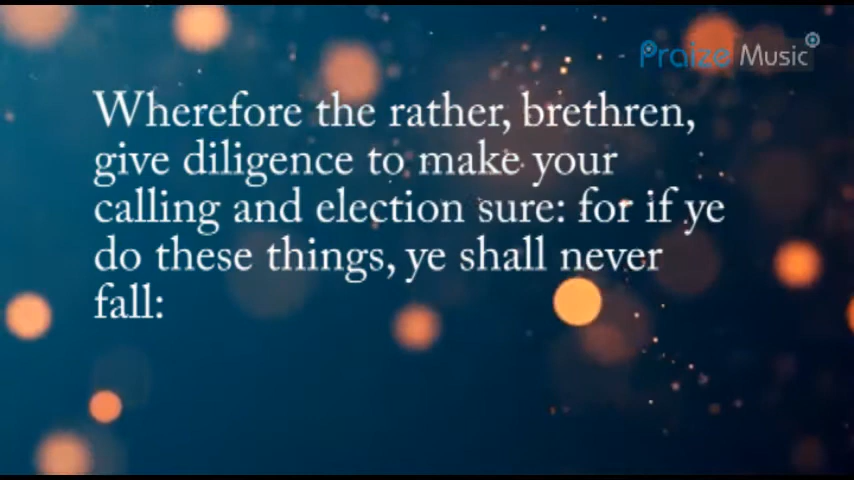 Praize Music
Wherefore the rather, brethren,
give diligence to make your
calling and election sure: for if ye
do these things, ye shall never
fall: